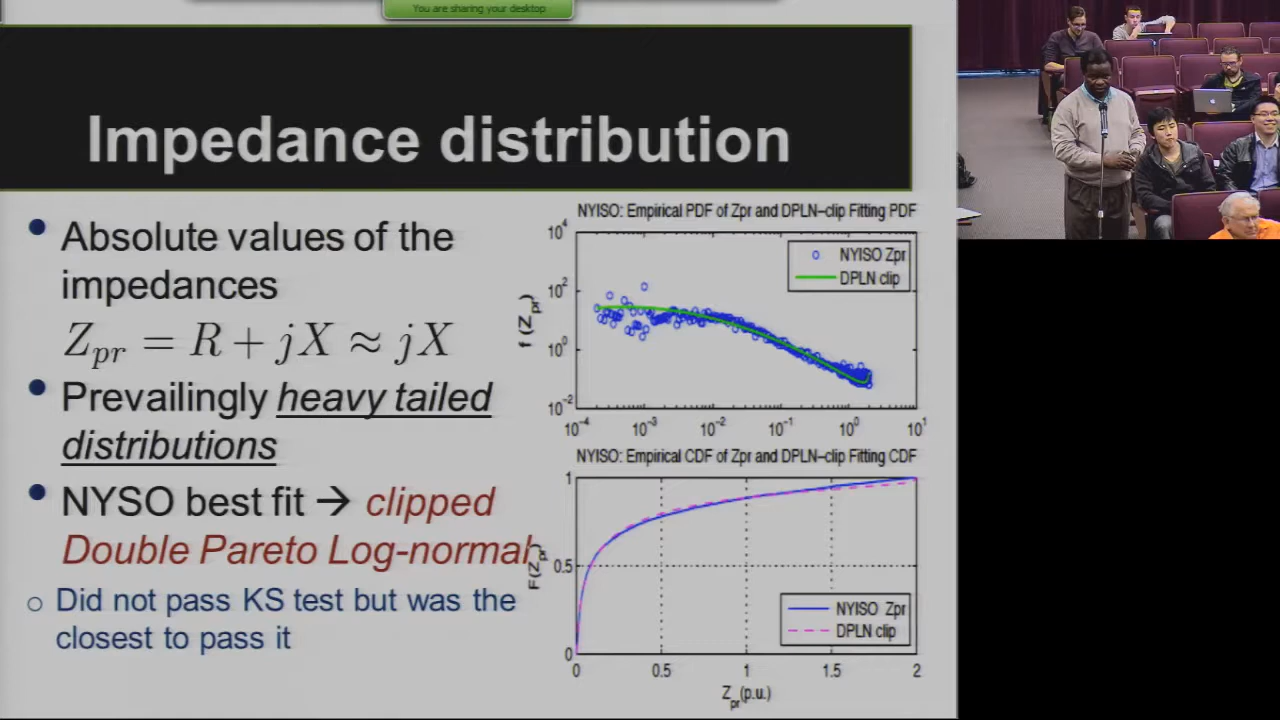 You are sharing your desktop
Impedance distribution
• Absolute values of the
impedances
Z_pr = R + jX ≈ jX
• Prevailingly heavy tailed
distributions
• NYSO best fit → clipped
Double Pareto Log-normal
o Did not pass KS test but was the
closest to pass it
NYISO: Empirical PDF of Zpr and DPLN-clip Fitting PDF
10^4
10^2
10^0
10^-2
f (Z_pr)
NYISO Zpr
DPLN clip
10^-4 10^-3 10^-2 10^-1 10^0 10^1
NYISO: Empirical CDF of Zpr and DPLN-clip Fitting CDF
1
0.5
0
F(Z_pr)
NYISO Zpr
DPLN clip
0 0.5 1 1.5 2
Z_pr(p.u.)